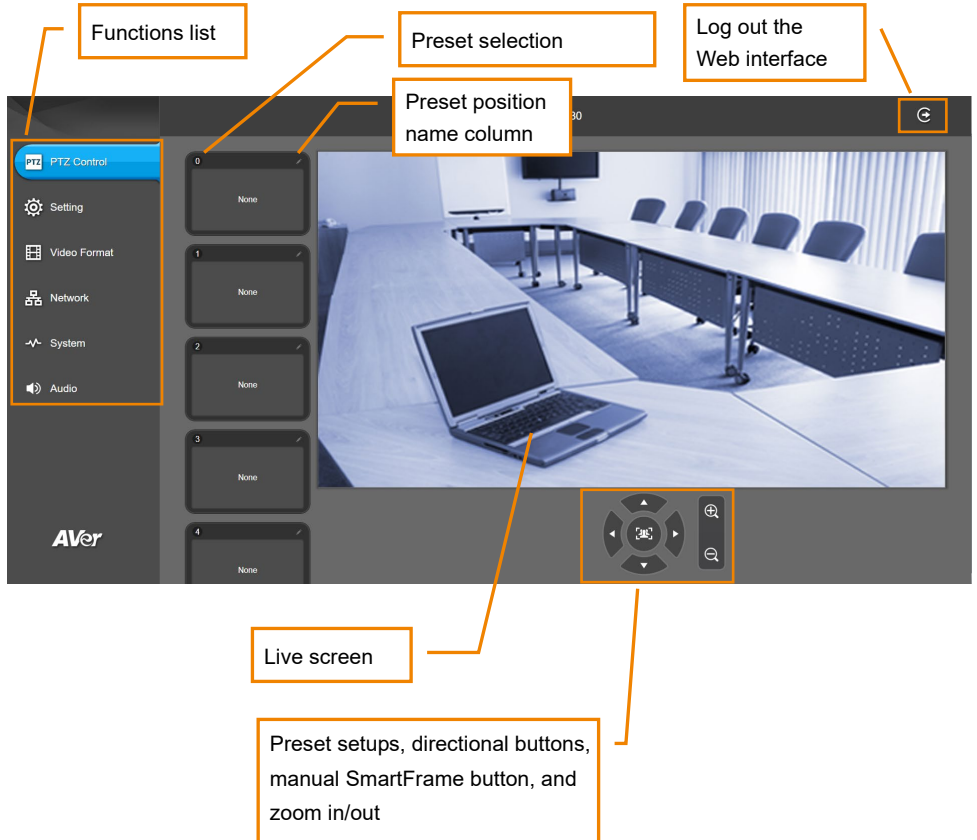 Functions list
Preset selection
Log out the
Web interface
Preset position
name column
30
PTZ
PTZ Control
Setting
Video Format
Network
System
Audio
AVer
0
None
1
None
2
None
3
None
4
None
Live screen
Preset setups, directional buttons,
manual SmartFrame button, and
zoom in/out